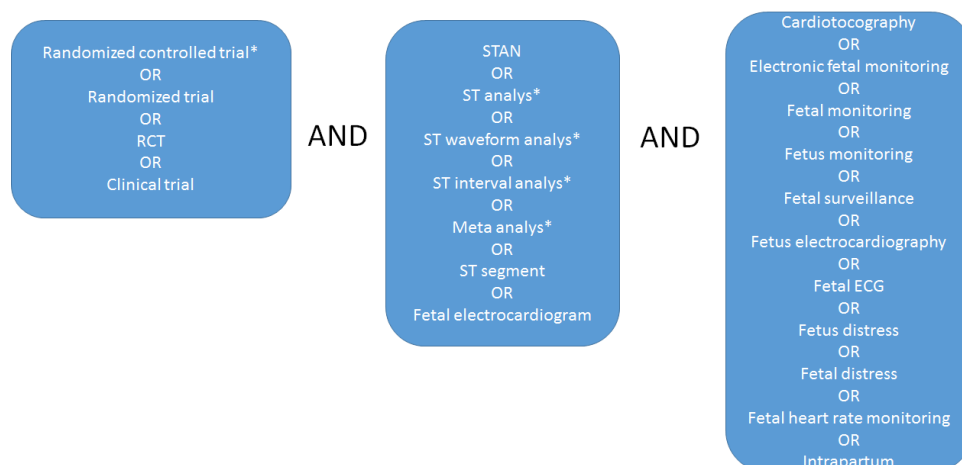 Randomized controlled trial*
OR
Randomized trial
OR
RCT
OR
Clinical trial
AND
STAN
OR
ST analys*
OR
ST waveform analys*
OR
ST interval analys*
OR
Meta analys*
OR
ST segment
OR
Fetal electrocardiogram
AND
Cardiotocography
OR
Electronic fetal monitoring
OR
Fetal monitoring
OR
Fetus monitoring
OR
Fetal surveillance
OR
Fetus electrocardiography
OR
Fetal ECG
OR
Fetus distress
OR
Fetal distress
OR
Fetal heart rate monitoring
OR
Intrapartum